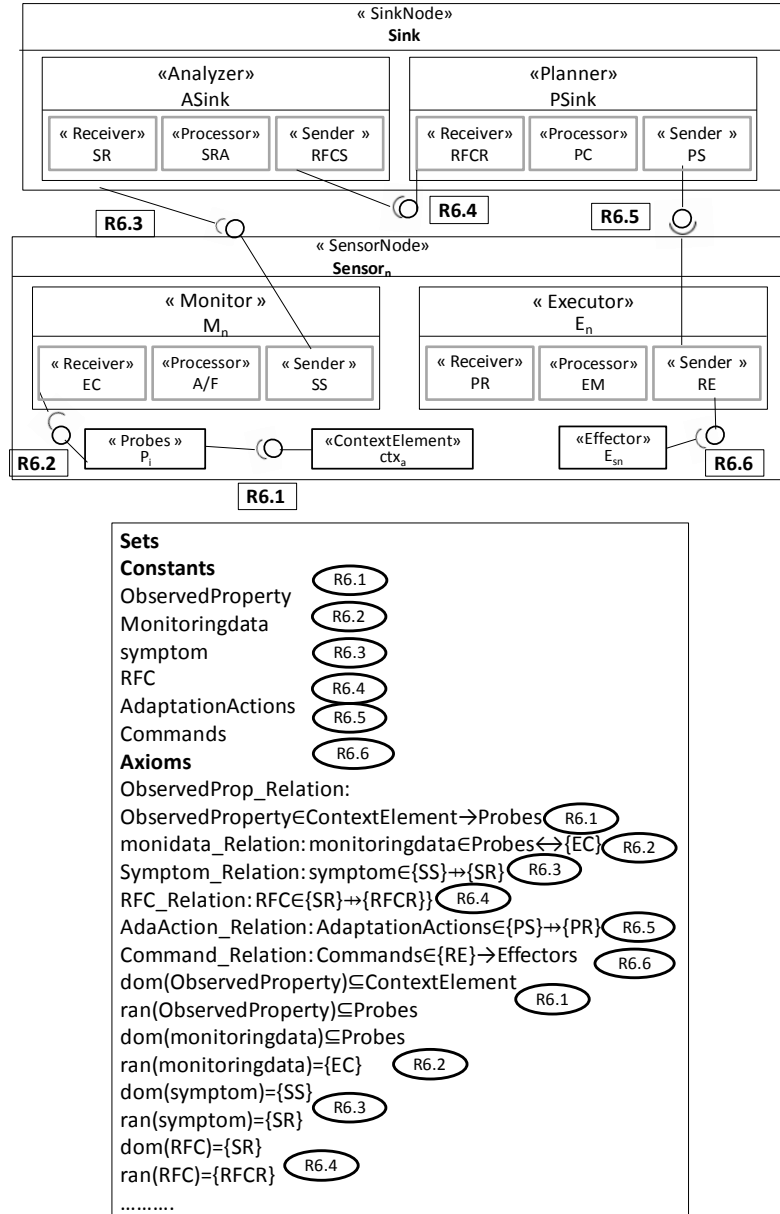 « SinkNode»
Sink
«Analyzer»
ASink
« Receiver»
SR
«Processor»
SRA
« Sender »
RFCS
«Planner»
PSink
« Receiver»
RFCR
«Processor»
PC
« Sender »
PS
R6.3
R6.4
R6.5
« SensorNode»
Sensorn
« Monitor »
Mn
« Receiver»
EC
«Processor»
A/F
« Sender »
SS
« Executor»
En
« Receiver»
PR
«Processor»
EM
« Sender »
RE
R6.2
« Probes »
Pi
«ContextElement»
ctxa
«Effector»
Esn
R6.6
R6.1
Sets
Constants
ObservedProperty R6.1
Monitoringdata R6.2
symptom R6.3
RFC R6.4
AdaptationActions R6.5
Commands R6.6
Axioms
ObservedProp_Relation:
ObservedProperty∈ContextElement→Probes R6.1
monidata_Relation: monitoringdata∈Probes↔{EC} R6.2
Symptom_Relation: symptom∈{SS}⇸{SR} R6.3
RFC_Relation: RFC∈{SR}⇸{RFCR}} R6.4
AdaAction_Relation: AdaptationActions∈{PS}⇸{PR} R6.5
Command_Relation: Commands∈{RE}→Effectors R6.6
dom(ObservedProperty)⊆ContextElement
ran(ObservedProperty)⊆Probes R6.1
dom(monitoringdata)⊆Probes
ran(monitoringdata)={EC} R6.2
dom(symptom)={SS}
ran(symptom)={SR} R6.3
dom(RFC)={SR}
ran(RFC)={RFCR} R6.4
..........